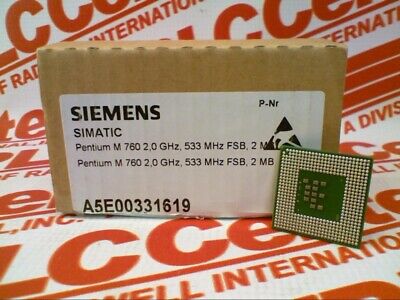 SIEMENS
P-Nr
SIMATIC
Pentium M 760 2,0 GHz, 533 MHz FSB, 2 MB
Pentium M 760 2,0 GHz, 533 MHz FSB, 2 MB
A5E00331619